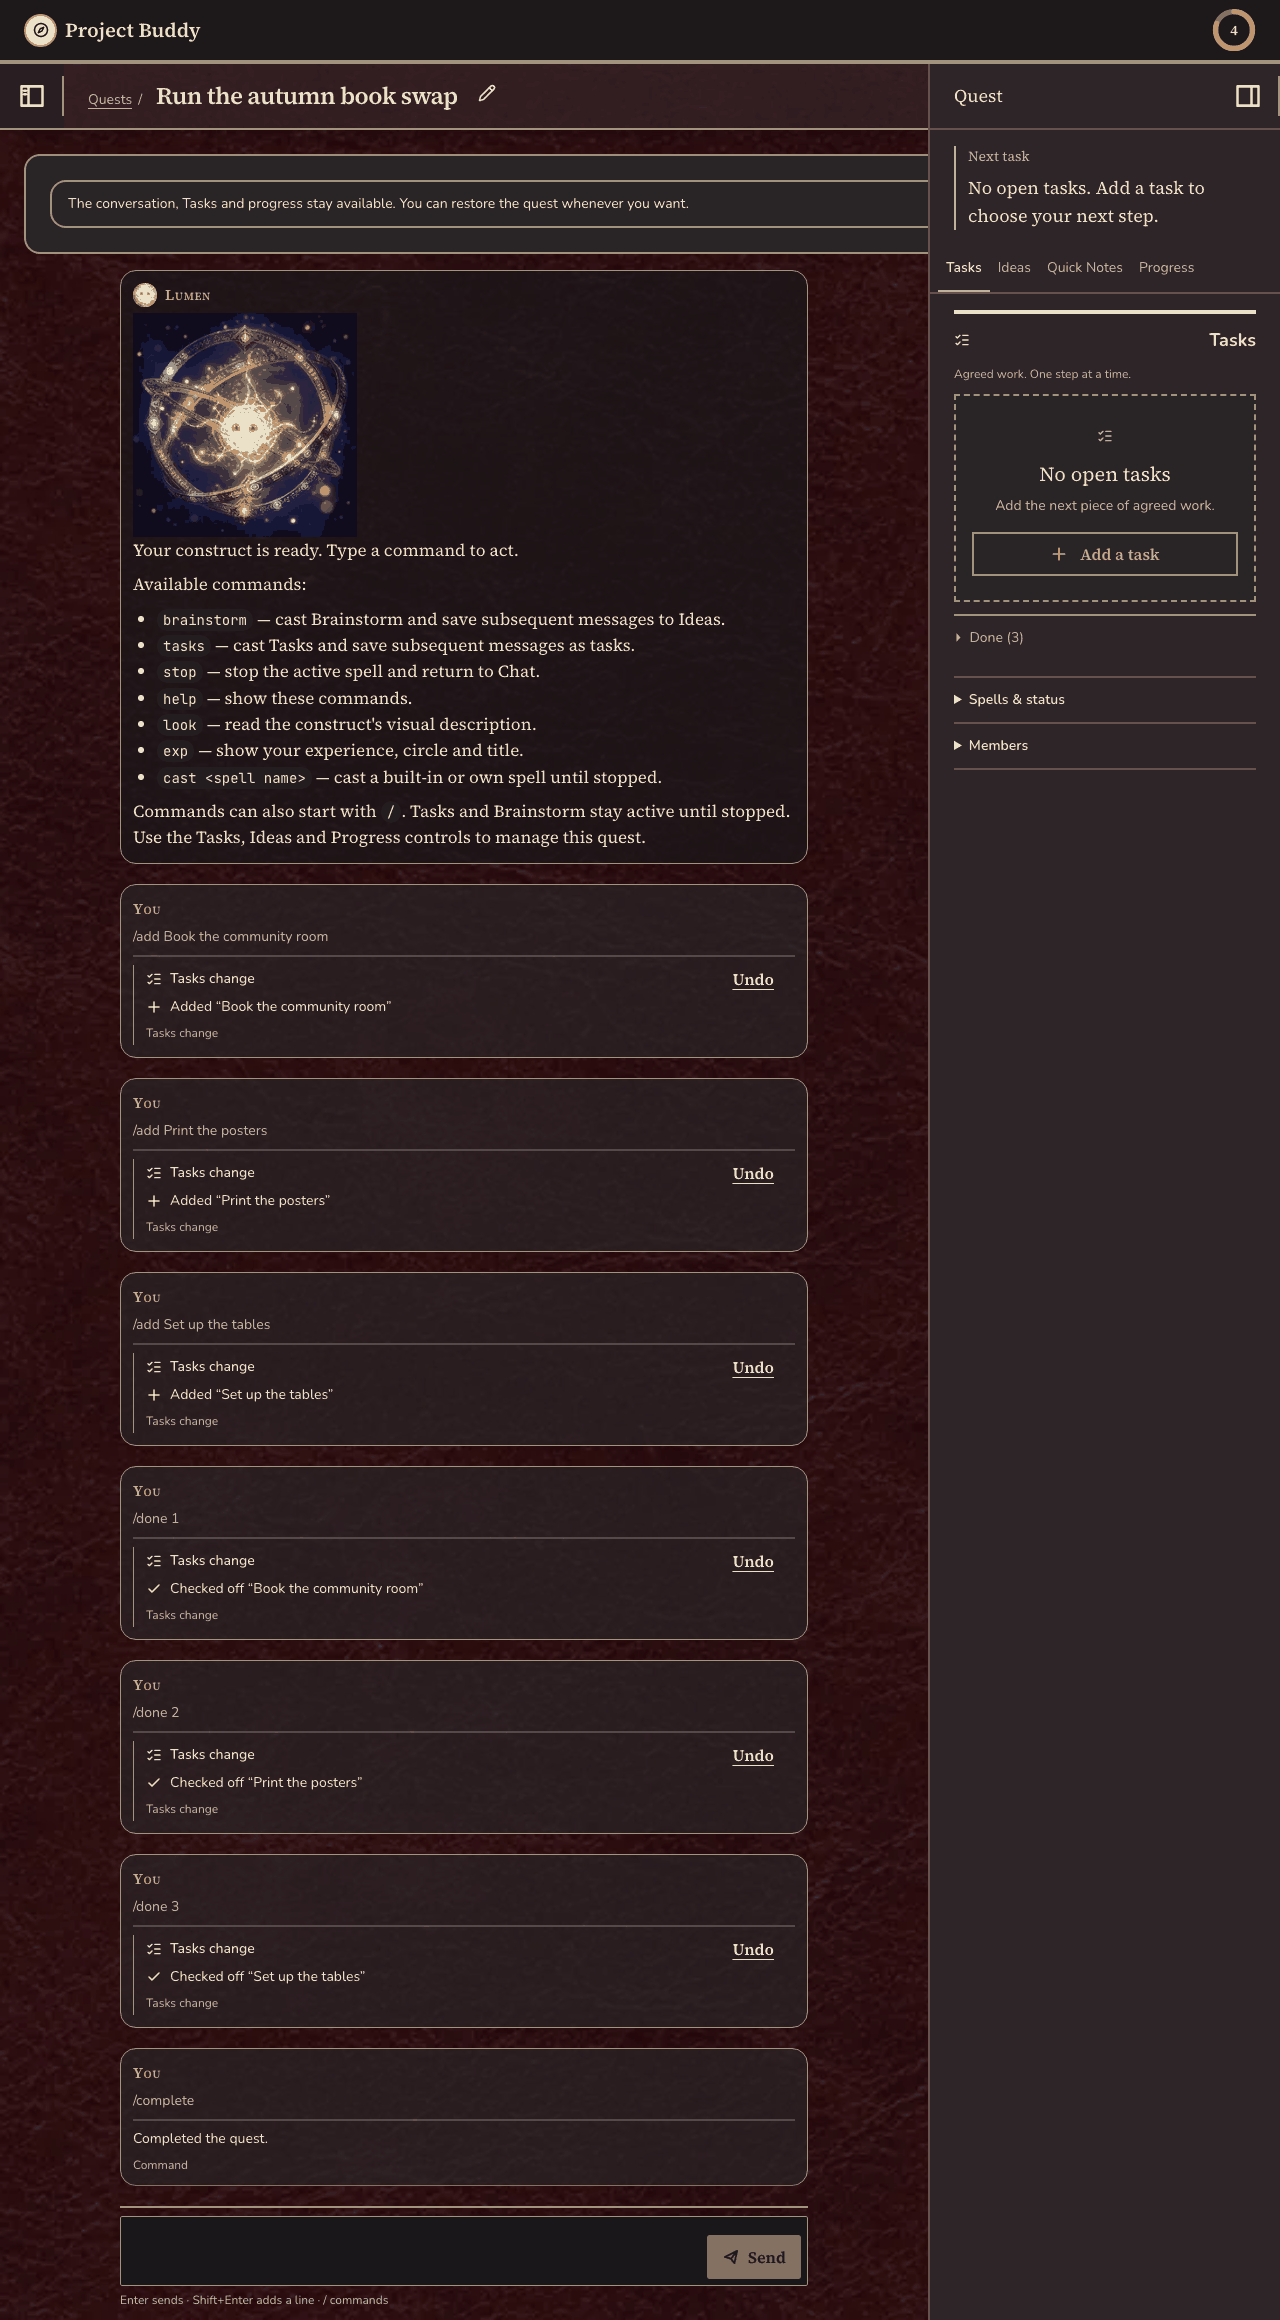 Project Buddy
4
Quests / Run the autumn book swap
The conversation, Tasks and progress stay available. You can restore the quest whenever you want.
Lumen
Your construct is ready. Type a command to act.
Available commands:
• brainstorm — cast Brainstorm and save subsequent messages to Ideas.
• tasks — cast Tasks and save subsequent messages as tasks.
• stop — stop the active spell and return to Chat.
• help — show these commands.
• look — read the construct's visual description.
• exp — show your experience, circle and title.
• cast <spell name> — cast a built-in or own spell until stopped.
Commands can also start with / . Tasks and Brainstorm stay active until stopped.
Use the Tasks, Ideas and Progress controls to manage this quest.
You
/add Book the community room
Tasks change Undo
Added “Book the community room”
Tasks change
You
/add Print the posters
Tasks change Undo
Added “Print the posters”
Tasks change
You
/add Set up the tables
Tasks change Undo
Added “Set up the tables”
Tasks change
You
/done 1
Tasks change Undo
Checked off “Book the community room”
Tasks change
You
/done 2
Tasks change Undo
Checked off “Print the posters”
Tasks change
You
/done 3
Tasks change Undo
Checked off “Set up the tables”
Tasks change
You
/complete
Completed the quest.
Command
Send
Enter sends · Shift+Enter adds a line · / commands
Quest
Next task
No open tasks. Add a task to
choose your next step.
Tasks Ideas Quick Notes Progress
Tasks
Agreed work. One step at a time.
No open tasks
Add the next piece of agreed work.
Add a task
Done (3)
Spells & status
Members